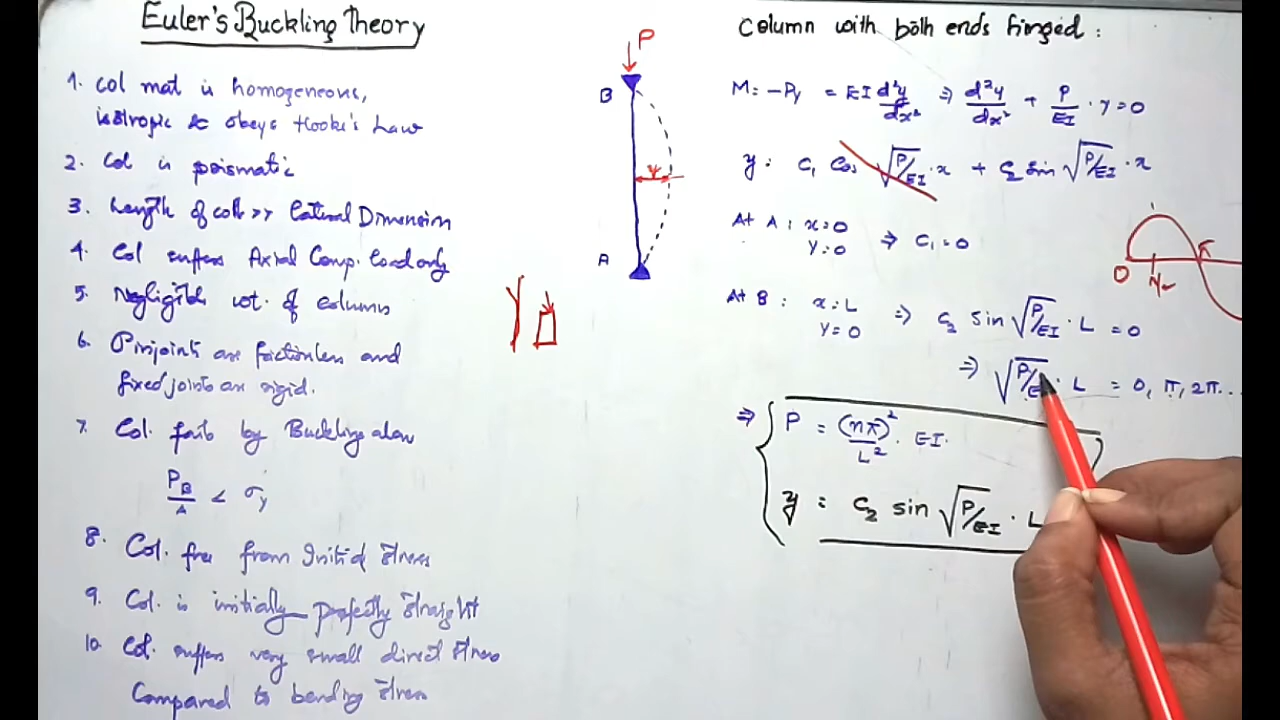 Euler's Buckling Theory
1. Col mat is homogeneous,
isotropic & obeys Hooke's Law
2. Col is prismatic
3. Length of col >> lateral Dimension
4. Col suffers Axial Comp. load only
5. Negligible wt. of column
6. Pinjoints are frictionless and
fixed joints are rigid.
7. Col. fails by Buckling alone
P_B/A < σ_y
8. Col. free from Initial stress
9. Col. is initially perfectly straight
10. Col. suffers very small direct stress
Compared to bending stress
P
B
y
A
Column with both ends hinged :
M = -Py = EI d²y/dx² ⇒ d²y/dx² + P/EI · y = 0
y = C₁ Cos √P/EI · x + C₂ sin √P/EI · x
At A : x=0
y=0 ⇒ C₁ = 0
At B : x=L
y=0 ⇒ C₂ sin √P/EI · L = 0
⇒ √P/EI · L = 0, π, 2π...
⇒ P = (nπ)²/L² · EI
y = C₂ sin √P/EI · L
0